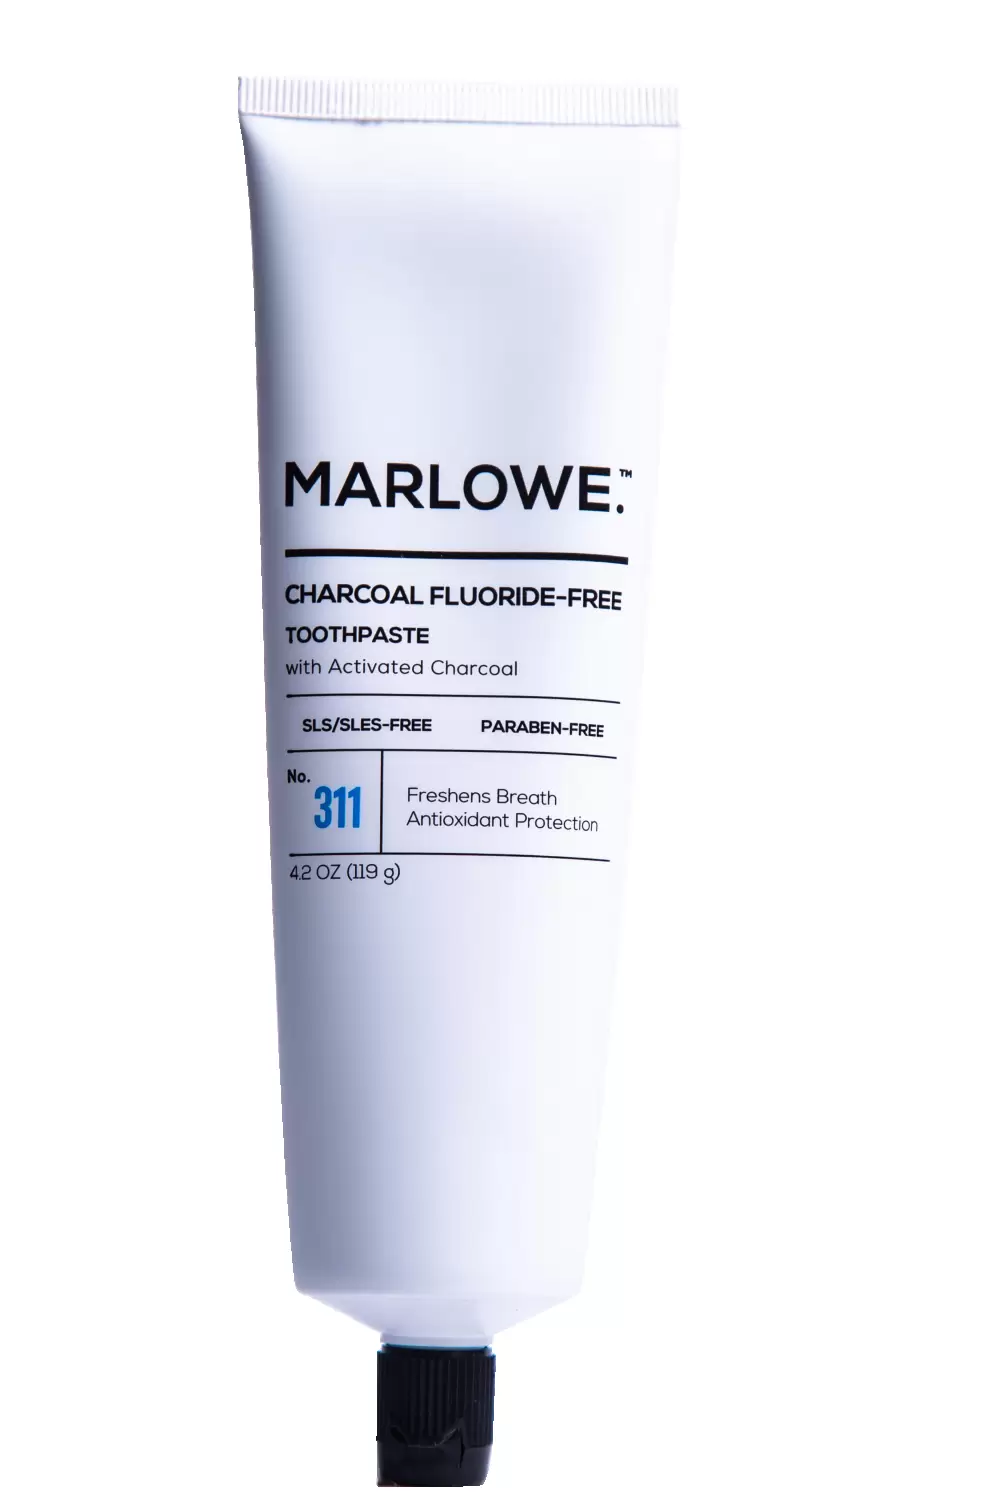 MARLOWE.™
CHARCOAL FLUORIDE-FREE
TOOTHPASTE
with Activated Charcoal
SLS/SLES-FREE PARABEN-FREE
No. 311
Freshens Breath
Antioxidant Protection
4.2 OZ (119 g)